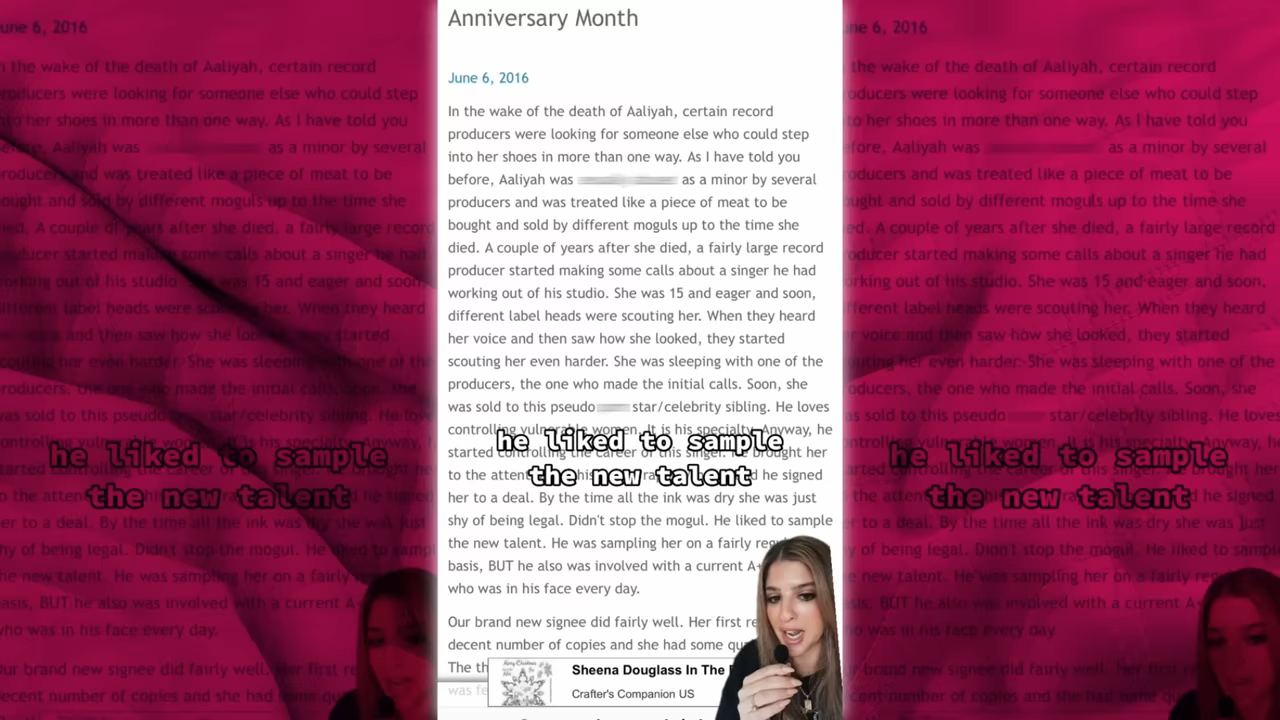 Anniversary Month
June 6, 2016
In the wake of the death of Aaliyah, certain record
producers were looking for someone else who could step
into her shoes in more than one way. As I have told you
before, Aaliyah was as a minor by several
producers and was treated like a piece of meat to be
bought and sold by different moguls up to the time she
died. A couple of years after she died, a fairly large record
producer started making some calls about a singer he had
working out of his studio. She was 15 and eager and soon,
different label heads were scouting her. When they heard
her voice and then saw how she looked, they started
scouting her even harder. She was sleeping with one of the
producers, the one who made the initial calls. Soon, she
was sold to this pseudo star/celebrity sibling. He loves
controlling vulnerable women. It is his specialty. Anyway, he
started controlling the career of this singer. He brought her
he liked to sample
the new talent
to the he signed
her to a deal. By the time all the ink was dry she was just
shy of being legal. Didn't stop the mogul. He liked to sample
the new talent. He was sampling her on a fairly
basis, BUT he also was involved with a current
who was in his face every day.
Our brand new signee did fairly well. Her first
decent number of copies and she had some
Sheena Douglass In The
Crafter's Companion US